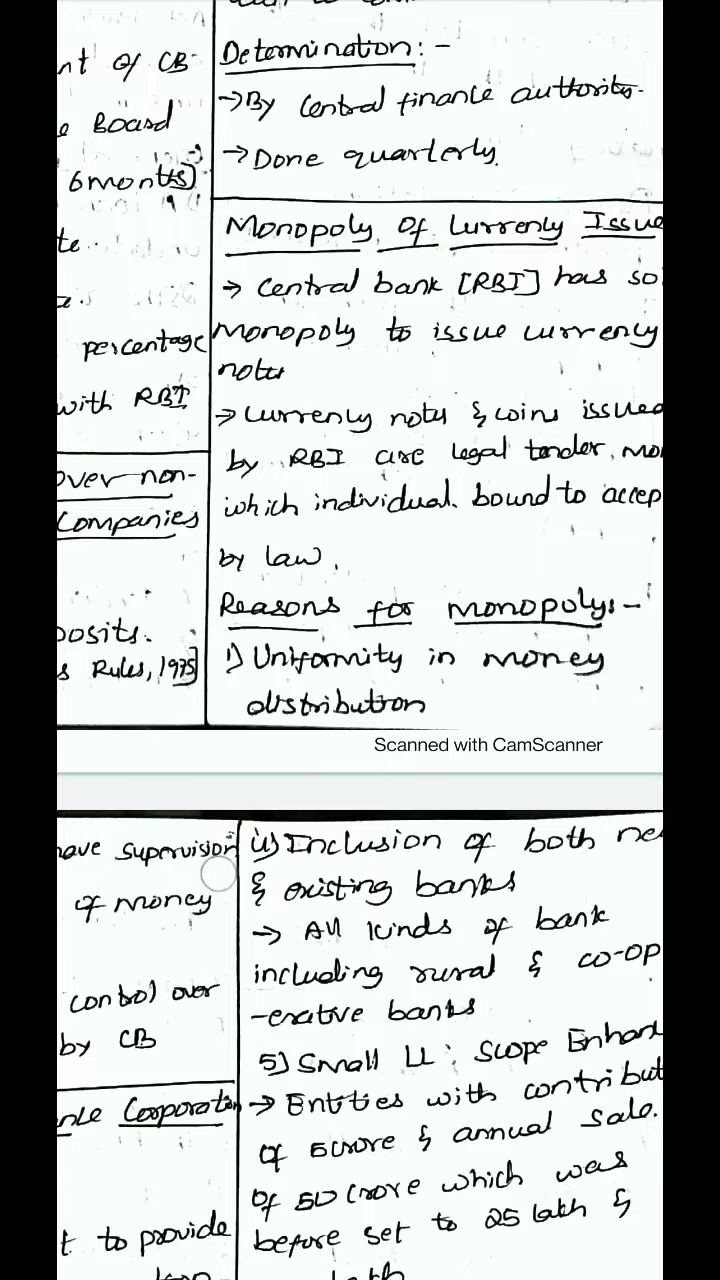 nt of CB
e Board
6 months)
te.
e.
percentage
with RBI
over non-
Companies
posits.
s Rules, 1975]
Determination: -
→ By Central finance authority.
→ Done quarterly.
Monopoly of Currency Issue
→ Central bank [RBI] has so
Monopoly to issue currency
notes
→ Currency notes & coins issued
by RBI are legal tender, mo
which individual. bound to accep
by law.
Reasons for monopoly: -
i) Uniformity in money
distribution
Scanned with CamScanner
have supervision
of money
control over
by CB
nce Corporation
t to provide
ii) Inclusion of both ne
& existing banks
→ All kinds of bank
including rural & co-op
-erative banks
5) Small LL: Scope Enhan
→ Entities with contribut
of 5 crore & annual sale.
of 50 crore which was
before set to 25 lakh &